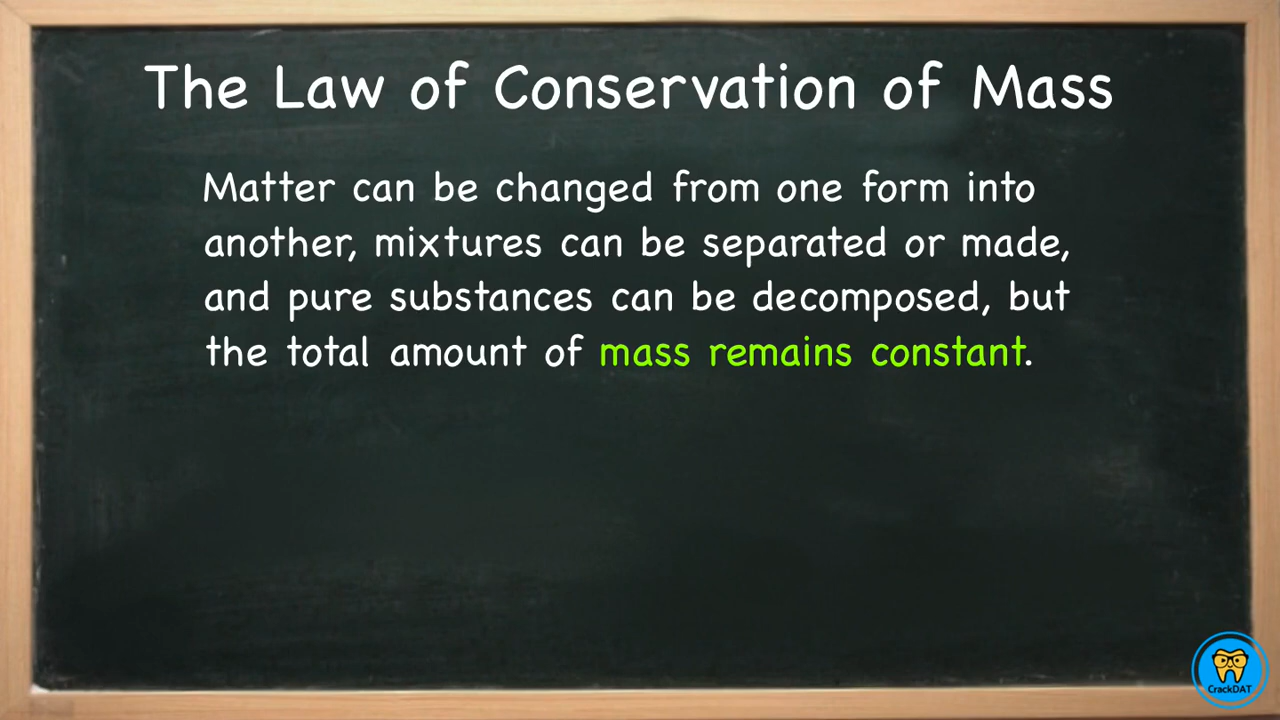 The Law of Conservation of Mass
Matter can be changed from one form into
another, mixtures can be separated or made,
and pure substances can be decomposed, but
the total amount of mass remains constant.
CrackDAT